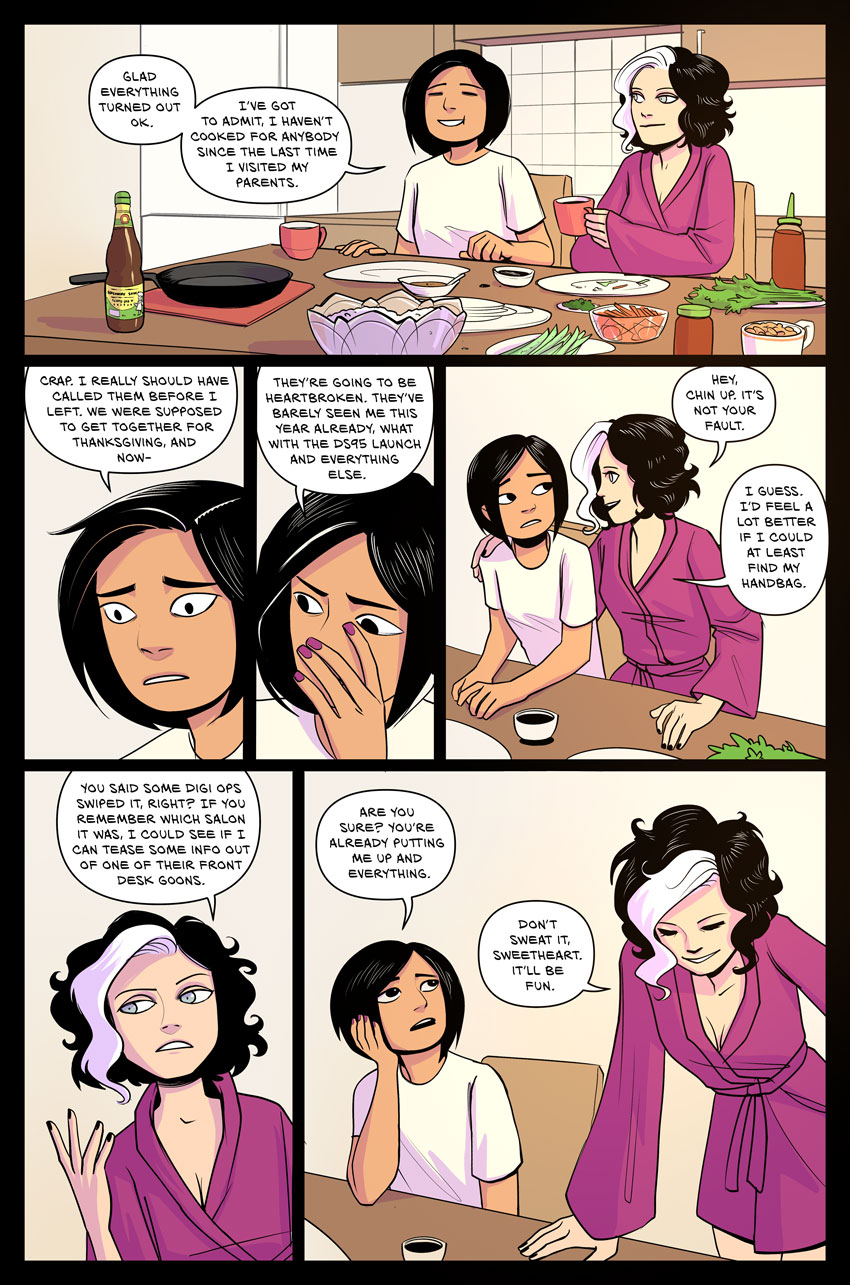 GLAD
EVERYTHING
TURNED OUT
OK.
I'VE GOT
TO ADMIT, I HAVEN'T
COOKED FOR ANYBODY
SINCE THE LAST TIME
I VISITED MY
PARENTS.
CRAP. I REALLY SHOULD HAVE
CALLED THEM BEFORE I
LEFT. WE WERE SUPPOSED
TO GET TOGETHER FOR
THANKSGIVING, AND
NOW-
THEY'RE GOING TO BE
HEARTBROKEN. THEY'VE
BARELY SEEN ME THIS
YEAR ALREADY, WHAT
WITH THE DS95 LAUNCH
AND EVERYTHING
ELSE.
HEY,
CHIN UP. IT'S
NOT YOUR
FAULT.
I GUESS.
I'D FEEL A
LOT BETTER
IF I COULD
AT LEAST
FIND MY
HANDBAG.
YOU SAID SOME DIGI OPS
SWIPED IT, RIGHT? IF YOU
REMEMBER WHICH SALON
IT WAS, I COULD SEE IF I
CAN TEASE SOME INFO OUT
OF ONE OF THEIR FRONT
DESK GOONS.
ARE YOU
SURE? YOU'RE
ALREADY PUTTING
ME UP AND
EVERYTHING.
DON'T
SWEAT IT,
SWEETHEART.
IT'LL BE
FUN.